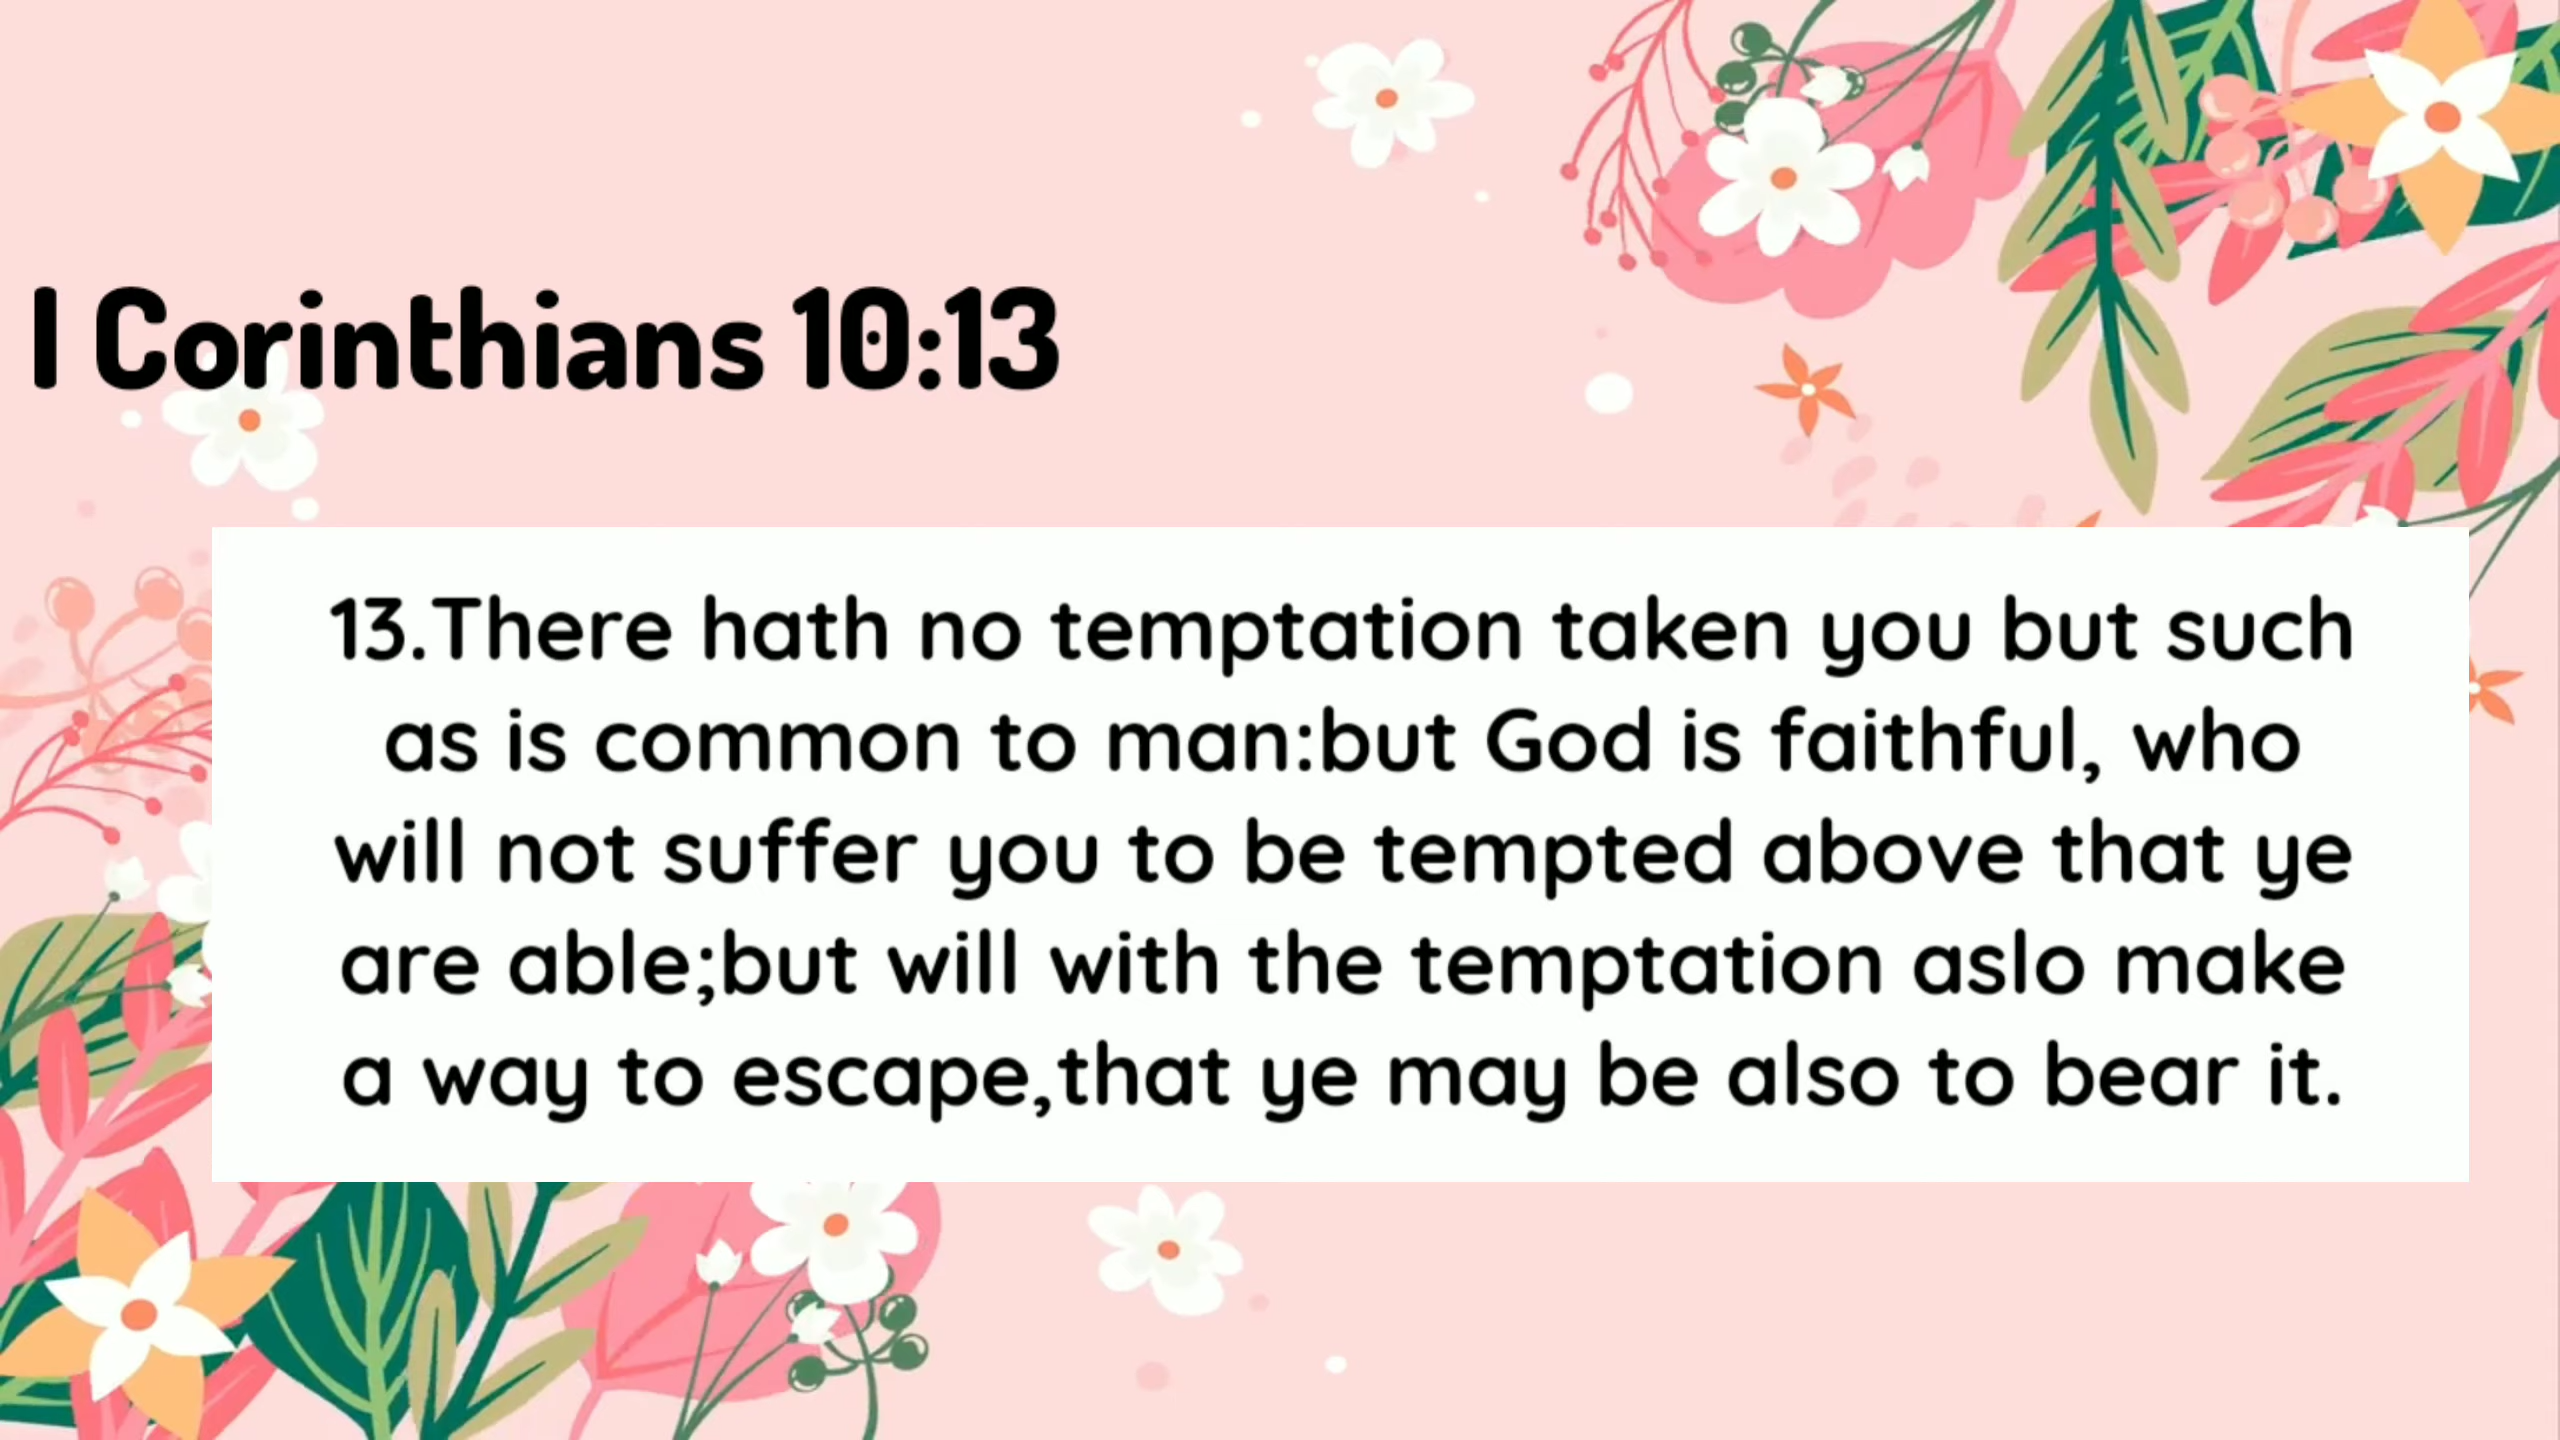 I Corinthians 10:13
13.There hath no temptation taken you but such
as is common to man:but God is faithful, who
will not suffer you to be tempted above that ye
are able;but will with the temptation aslo make
a way to escape,that ye may be also to bear it.